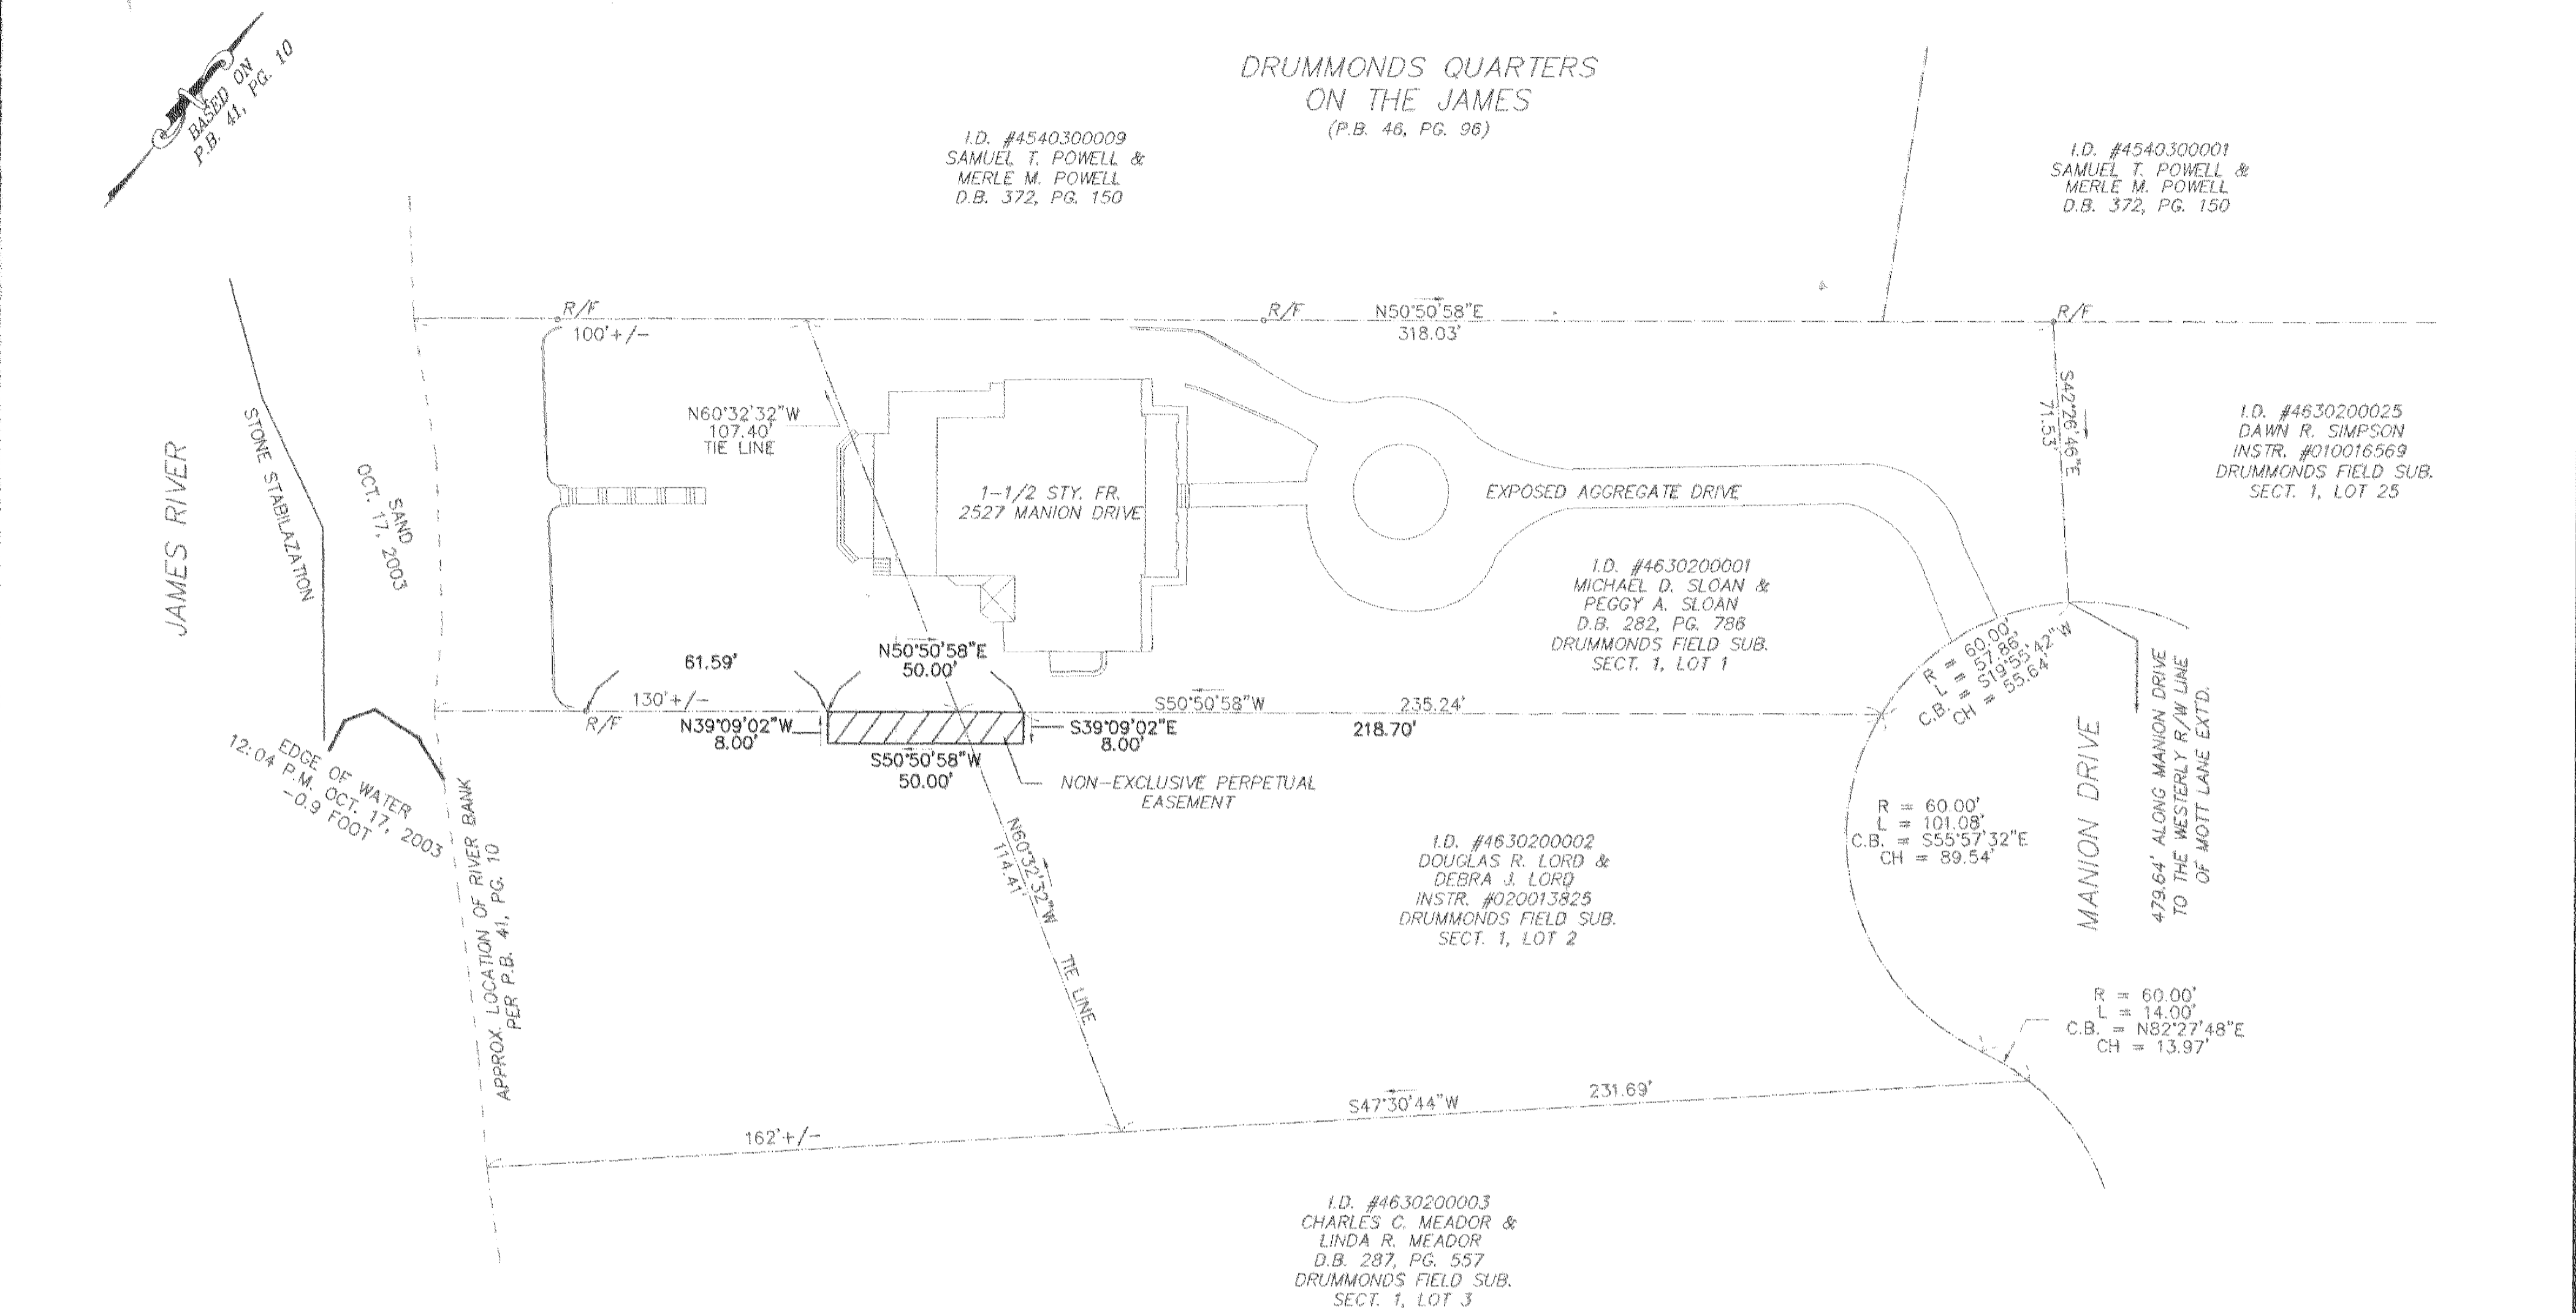 BASED ON
P.B. 41, PG. 10
DRUMMONDS QUARTERS
ON THE JAMES
(P.B. 46, PG. 96)
I.D. #4540300009
SAMUEL T. POWELL &
MERLE M. POWELL
D.B. 372, PG. 150
I.D. #4540300001
SAMUEL T. POWELL &
MERLE M. POWELL
D.B. 372, PG. 150
R/F
100'+/-
R/F
N50°50'58"E
318.03'
R/F
JAMES RIVER
STONE STABILAZATION
SAND
OCT. 17, 2003
N60°32'32"W
107.40'
TIE LINE
1-1/2 STY. FR.
2527 MANION DRIVE
EXPOSED AGGREGATE DRIVE
S42°26'46"E
71.53'
I.D. #4630200025
DAWN R. SIMPSON
INSTR. #010016569
DRUMMONDS FIELD SUB.
SECT. 1, LOT 25
I.D. #4630200001
MICHAEL D. SLOAN &
PEGGY A. SLOAN
D.B. 282, PG. 786
DRUMMONDS FIELD SUB.
SECT. 1, LOT 1
R = 60.00'
L = 57.86'
C.B. = S19°55'42"W
CH = 55.64'
61.59'
N50°50'58"E
50.00'
130'+/-
R/F
N39°09'02"W
8.00'
S50°50'58"W
50.00'
S39°09'02"E
8.00'
S50°50'58"W
235.24'
218.70'
NON-EXCLUSIVE PERPETUAL
EASEMENT
EDGE OF WATER
12:04 P.M. OCT. 17, 2003
-0.9 FOOT
APPROX. LOCATION OF RIVER BANK
PER P.B. 41, PG. 10
N60°32'32"W
114.41'
TIE LINE
I.D. #4630200002
DOUGLAS R. LORD &
DEBRA J. LORD
INSTR. #020013825
DRUMMONDS FIELD SUB.
SECT. 1, LOT 2
R = 60.00'
L = 101.08'
C.B. = S55°57'32"E
CH = 89.54'
MANION DRIVE
479.64' ALONG MANION DRIVE
TO THE WESTERLY R/W LINE
OF MOTT LANE EXT'D.
R = 60.00'
L = 14.00'
C.B. = N82°27'48"E
CH = 13.97'
162'+/-
S47°30'44"W
231.69'
I.D. #4630200003
CHARLES C. MEADOR &
LINDA R. MEADOR
D.B. 287, PG. 557
DRUMMONDS FIELD SUB.
SECT. 1, LOT 3